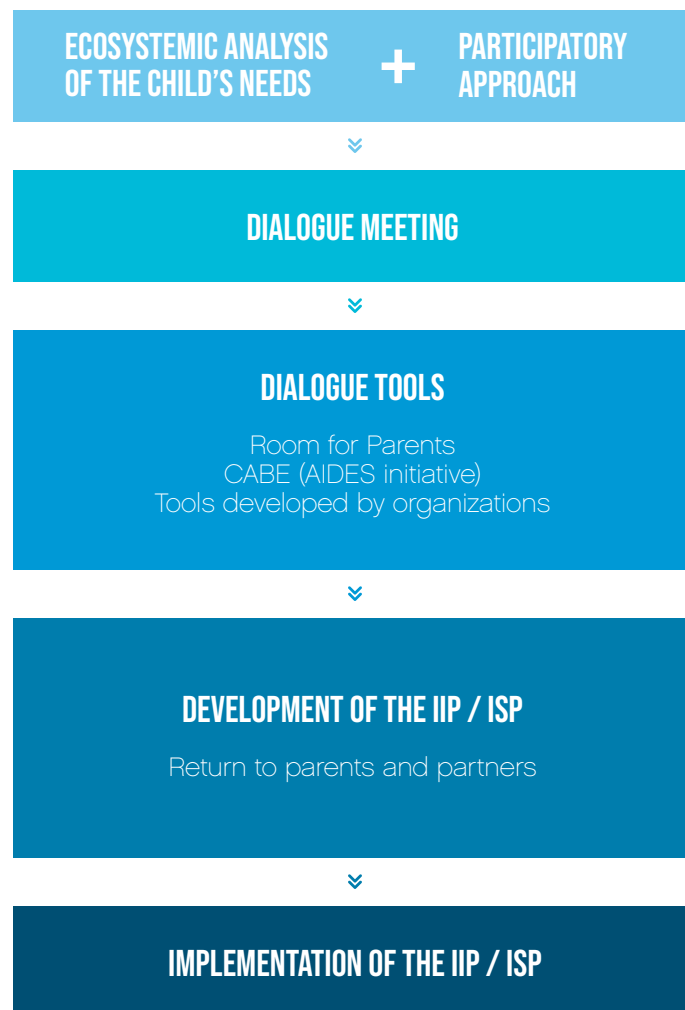 ECOSYSTEMIC ANALYSIS
OF THE CHILD'S NEEDS
+
PARTICIPATORY
APPROACH
DIALOGUE MEETING
DIALOGUE TOOLS
Room for Parents
CABE (AIDES initiative)
Tools developed by organizations
DEVELOPMENT OF THE IIP / ISP
Return to parents and partners
IMPLEMENTATION OF THE IIP / ISP